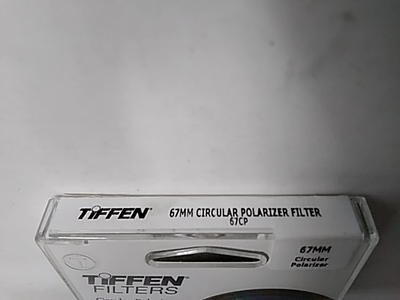 TIFFEN 67MM CIRCULAR POLARIZER FILTER
67CP
67MM
Circular
Polarizer
TIFFEN
FILTERS